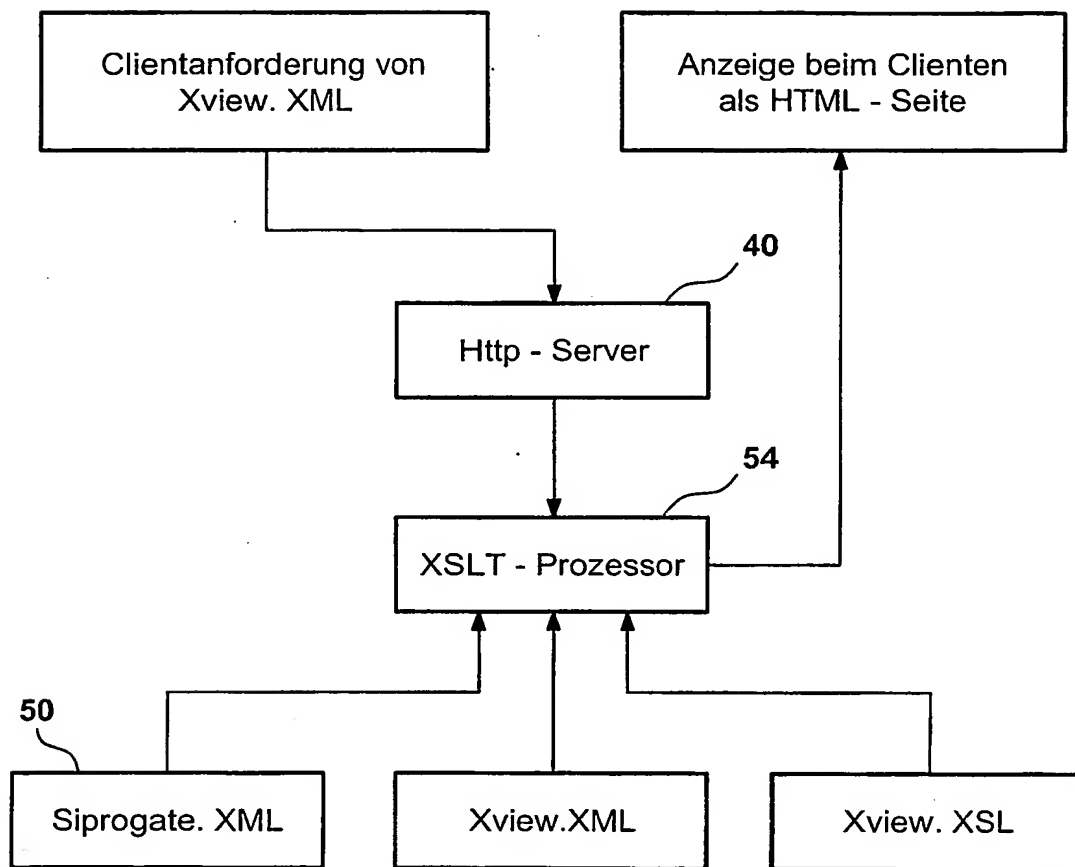 Clientanforderung von
Xview. XML
Anzeige beim Clienten
als HTML - Seite
40
Http - Server
54
XSLT - Prozessor
50
Siprogate. XML
Xview.XML
Xview. XSL